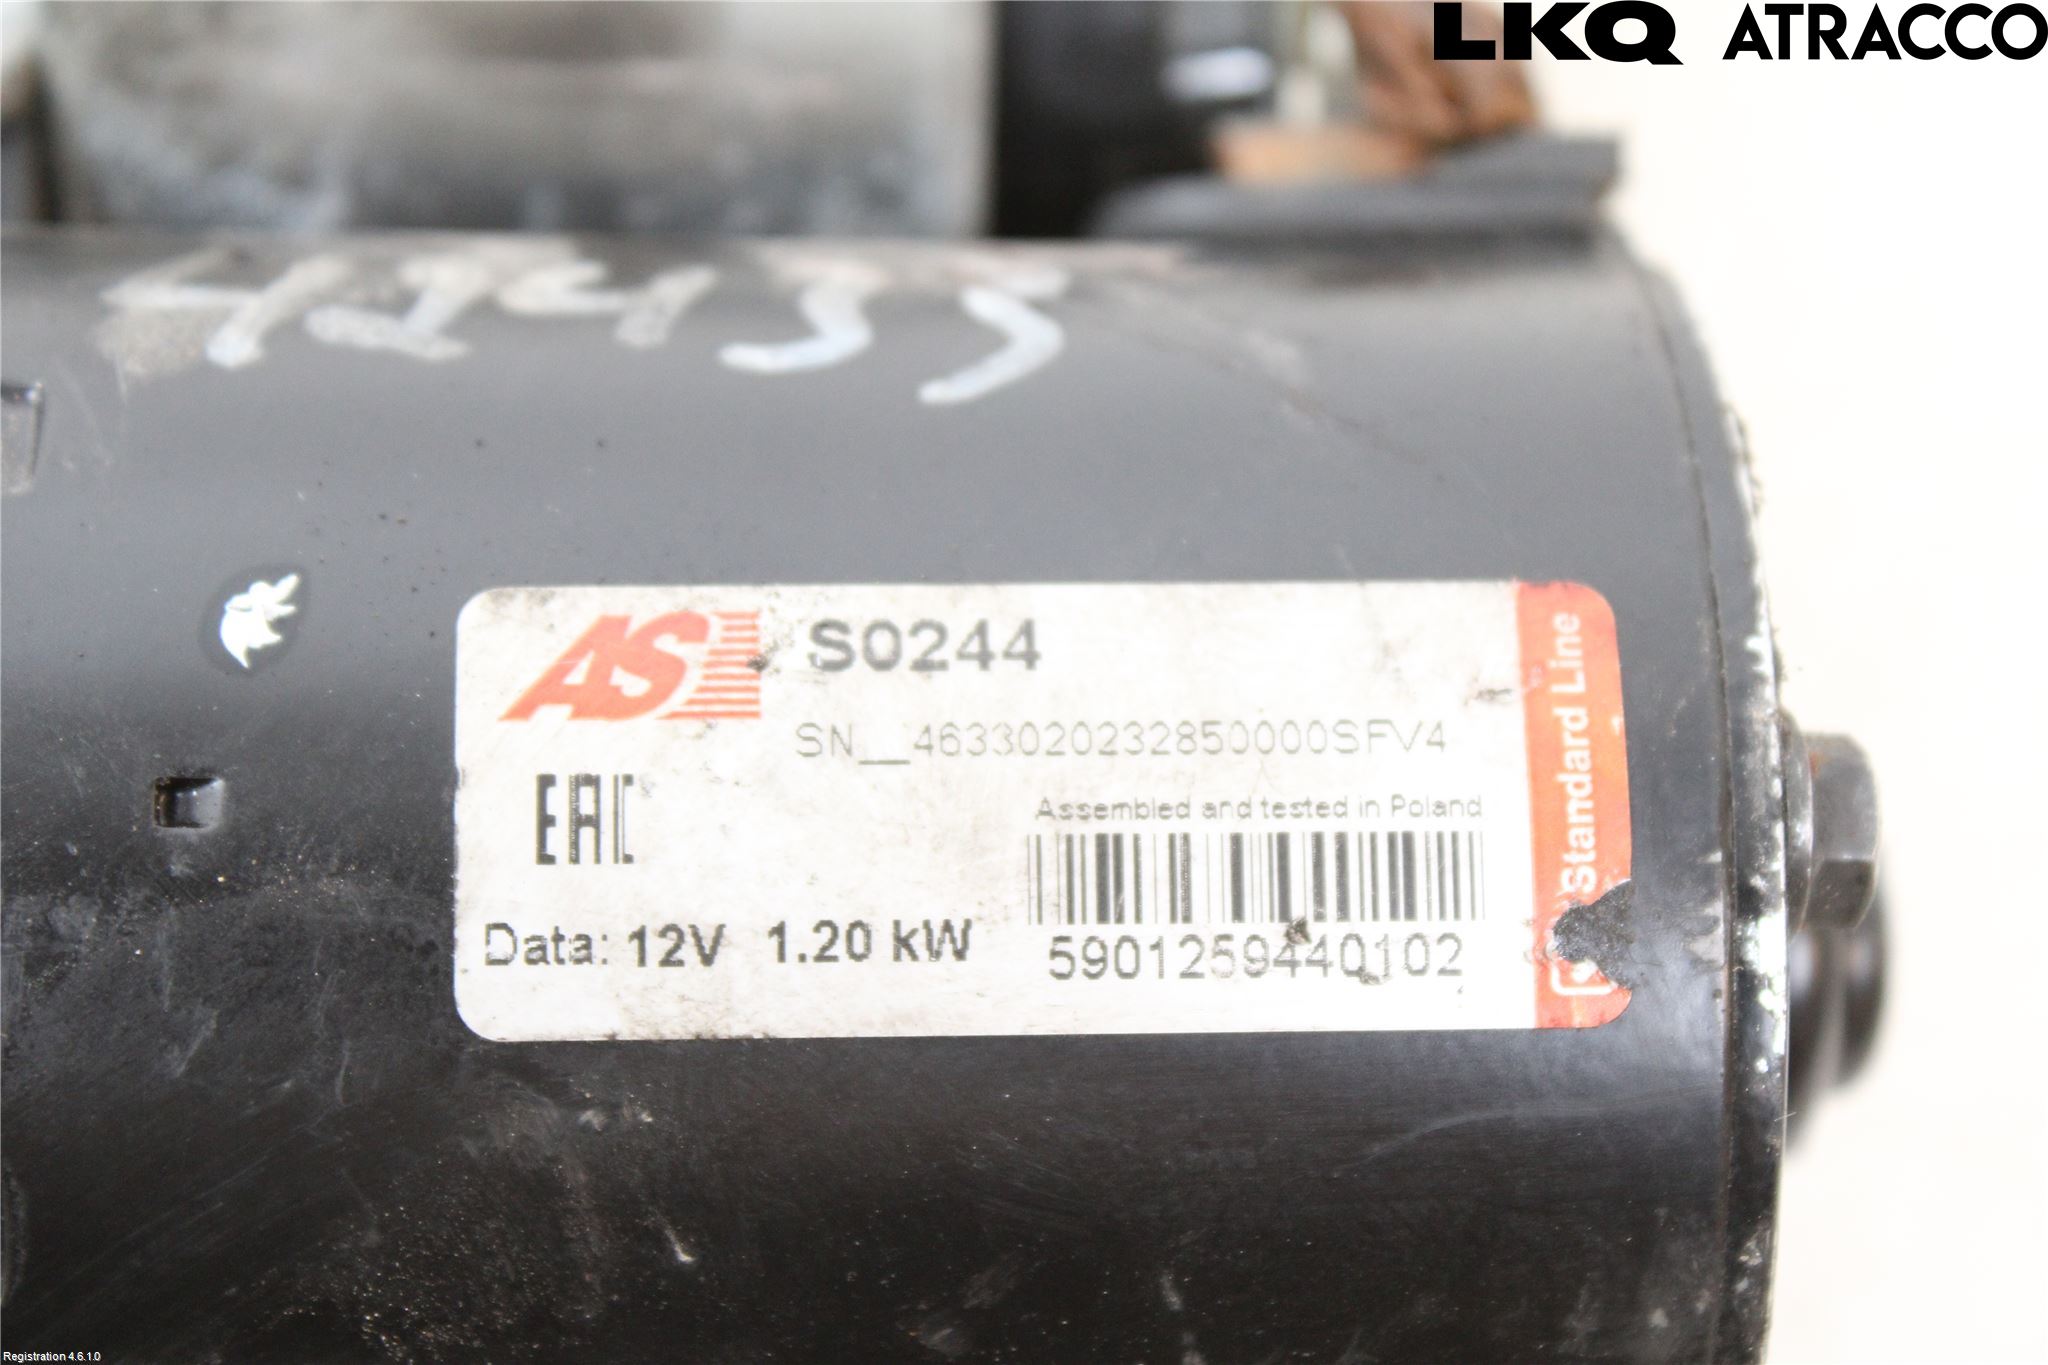 LKQ ATRACCO
AS
S0244
SN__4633020232850000SFV4
EAC
Assembled and tested in Poland
Data: 12V 1.20 kW
5901259440102
Standard Line
Registration 4.6.1.0